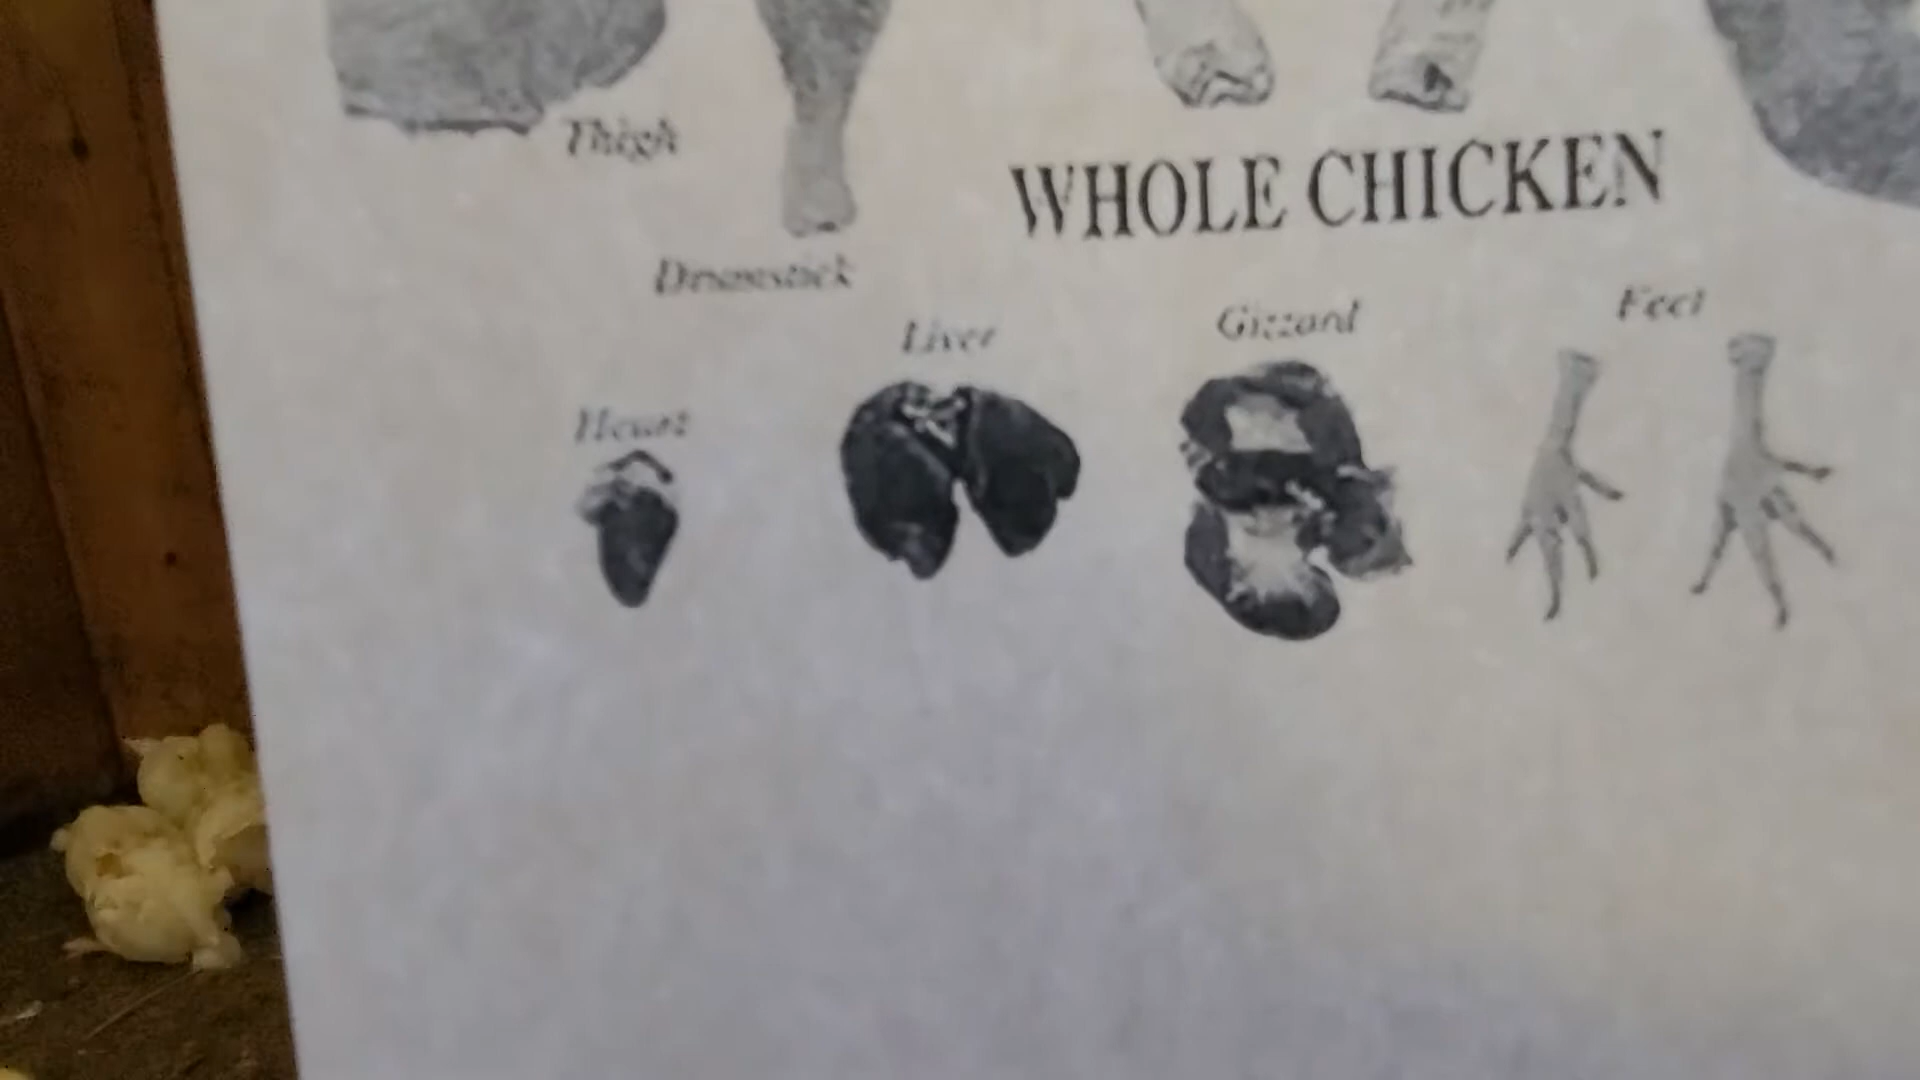 Thigh
WHOLE CHICKEN
Drumstick
Liver
Gizzard
Feet
Heart